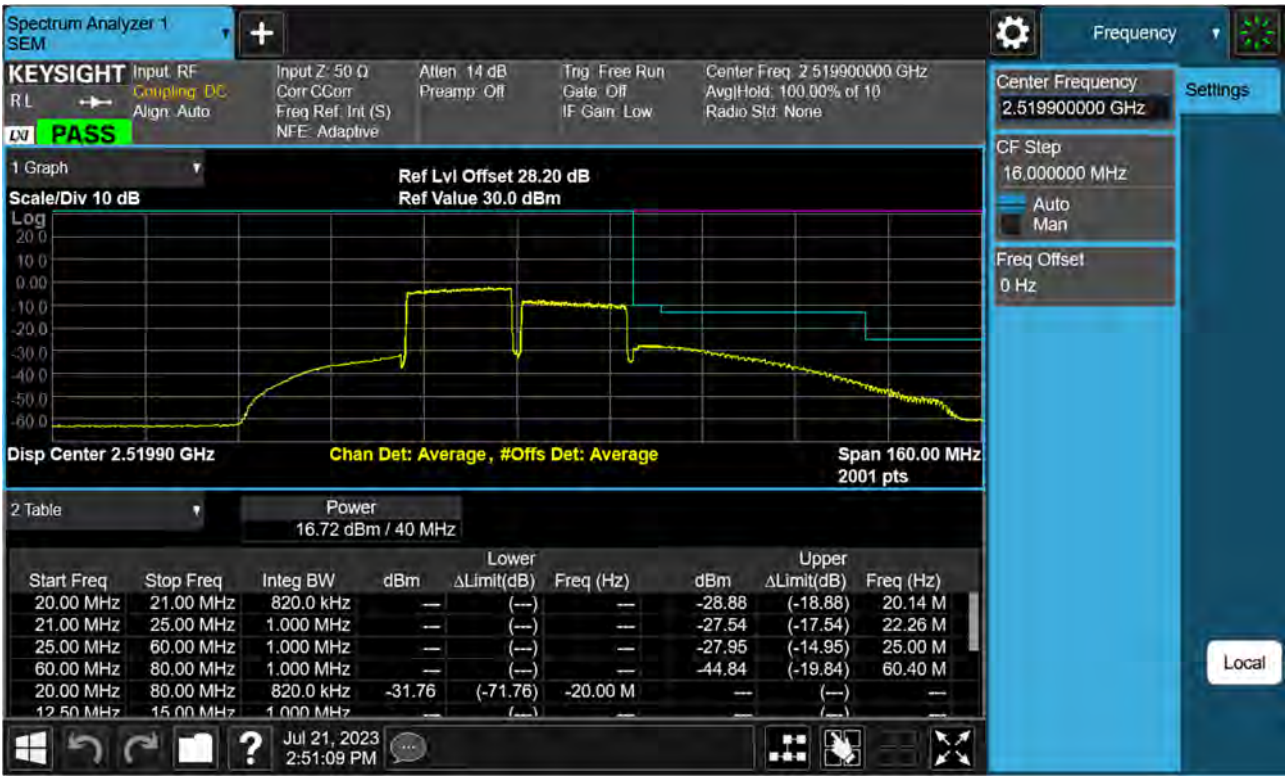 Spectrum Analyzer 1
SEM
Frequency
KEYSIGHT
R L
LXI
PASS
Input: RF
Coupling: DC
Align: Auto
Input Z: 50 Ω
Corr CCorr
Freq Ref: Int (S)
NFE: Adaptive
Atten: 14 dB
Preamp: Off
Trig: Free Run
Gate: Off
IF Gain: Low
Center Freq: 2.519900000 GHz
Avg|Hold: 100.00% of 10
Radio Std: None
Center Frequency
2.519900000 GHz
Settings
CF Step
16.000000 MHz
Auto
Man
Freq Offset
0 Hz
1 Graph
Ref Lvl Offset 28.20 dB
Scale/Div 10 dB
Ref Value 30.0 dBm
Log
20.0
10.0
0.00
-10.0
-20.0
-30.0
-40.0
-50.0
-60.0
Disp Center 2.51990 GHz
Chan Det: Average, #Offs Det: Average
Span 160.00 MHz
2001 pts
2 Table
Power
16.72 dBm / 40 MHz
Lower Upper
Start Freq Stop Freq Integ BW dBm ΔLimit(dB) Freq (Hz) dBm ΔLimit(dB) Freq (Hz)
20.00 MHz 21.00 MHz 820.0 kHz --- (---) --- -28.88 (-18.88) 20.14 M
21.00 MHz 25.00 MHz 1.000 MHz --- (---) --- -27.54 (-17.54) 22.26 M
25.00 MHz 60.00 MHz 1.000 MHz --- (---) --- -27.95 (-14.95) 25.00 M
60.00 MHz 80.00 MHz 1.000 MHz --- (---) --- -44.84 (-19.84) 60.40 M
20.00 MHz 80.00 MHz 820.0 kHz -31.76 (-71.76) -20.00 M --- (---) ---
12.50 MHz 15.00 MHz 1.000 MHz --- (---) --- --- (---) ---
Local
?
Jul 21, 2023
2:51:09 PM